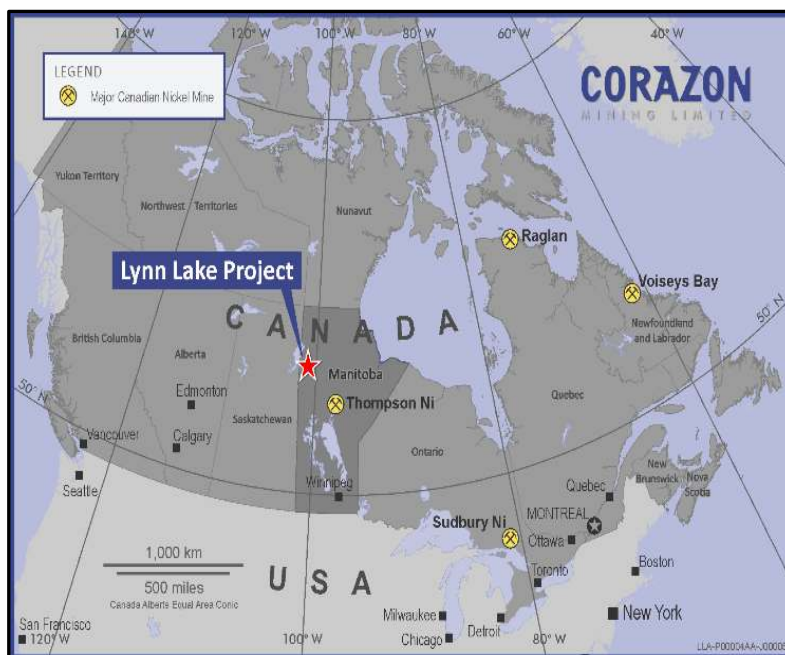 120° W
100° W
80° W
60° W
40° W
LEGEND
Major Canadian Nickel Mine
CORAZON
MINING LIMITED
Yukon Territory
Northwest Territories
Nunavut
Raglan
Lynn Lake Project
Voiseys Bay
CANADA
Newfoundland
and Labrador
50° N
British Columbia
Alberta
Manitoba
Quebec
50° N
Edmonton
Saskatchewan
Thompson Ni
Ontario
Vancouver
Calgary
New
Brunswick
Nova
Scotia
Seattle
Winnipeg
Quebec
MONTREAL
Sudbury Ni
Ottawa
1,000 km
500 miles
Canada Albers Equal Area Conic
USA
Toronto
Boston
Milwaukee
New York
San Francisco
Detroit
Chicago
120° W
100° W
80° W